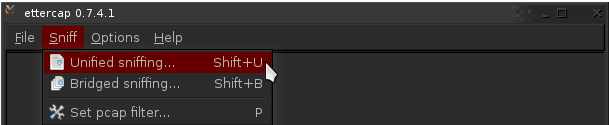 ettercap 0.7.4.1
File Sniff Options Help
Unified sniffing... Shift+U
Bridged sniffing... Shift+B
Set pcap filter... P